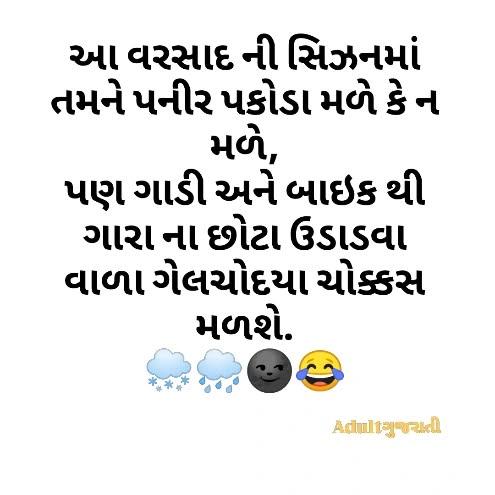 આ વરસાદ ની સિઝનમાં
તમને પનીર પકોડા મળે કે ન
મળે,
પણ ગાડી અને બાઇક થી
ગારા ના છોટા ઉડાડવા
વાળા ગેલચોદયા ચોક્કસ
મળશે.
🌨️🌧️🌚😂
Adultગુજરાતી